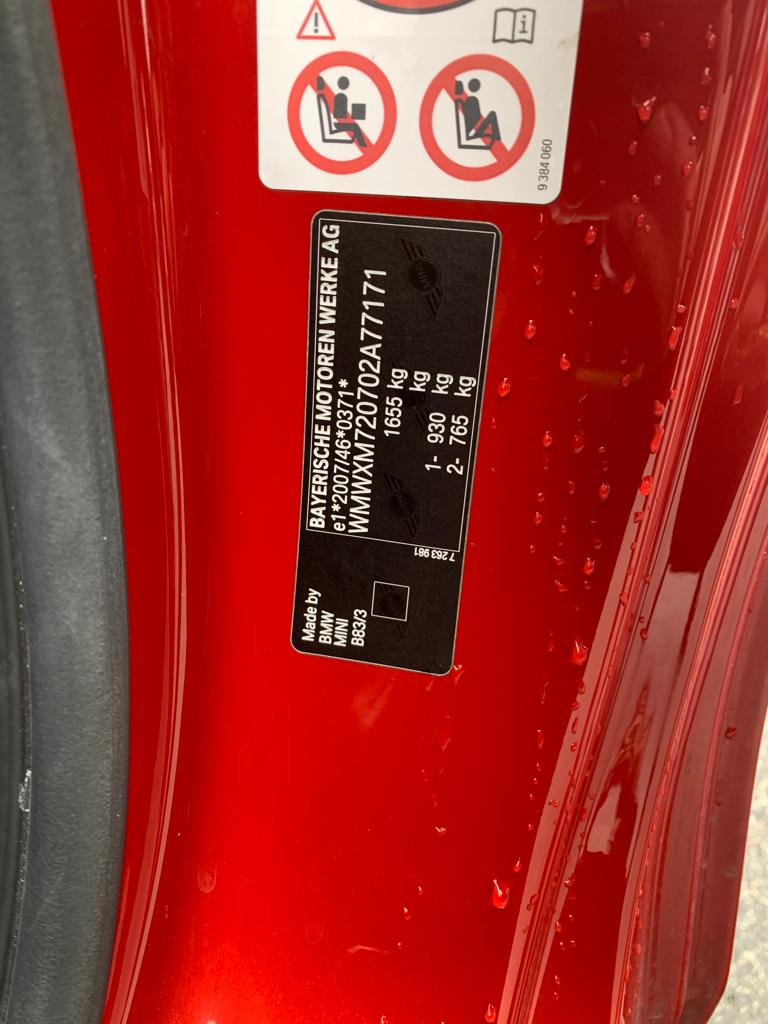 9 384 060
BAYERISCHE MOTOREN WERKE AG
e1*2007/46*0371*
WMWXM720702A77171
1655 kg
kg
1- 930 kg
2- 765 kg
7 263 981
Made by
BMW
MINI
B83/3